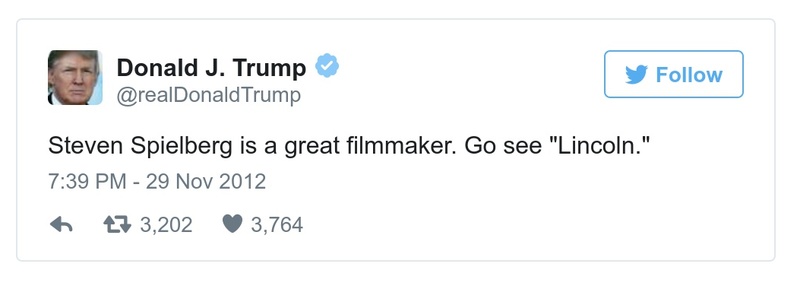 Donald J. Trump
@realDonaldTrump
Follow
Steven Spielberg is a great filmmaker. Go see "Lincoln."
7:39 PM - 29 Nov 2012
3,202 3,764